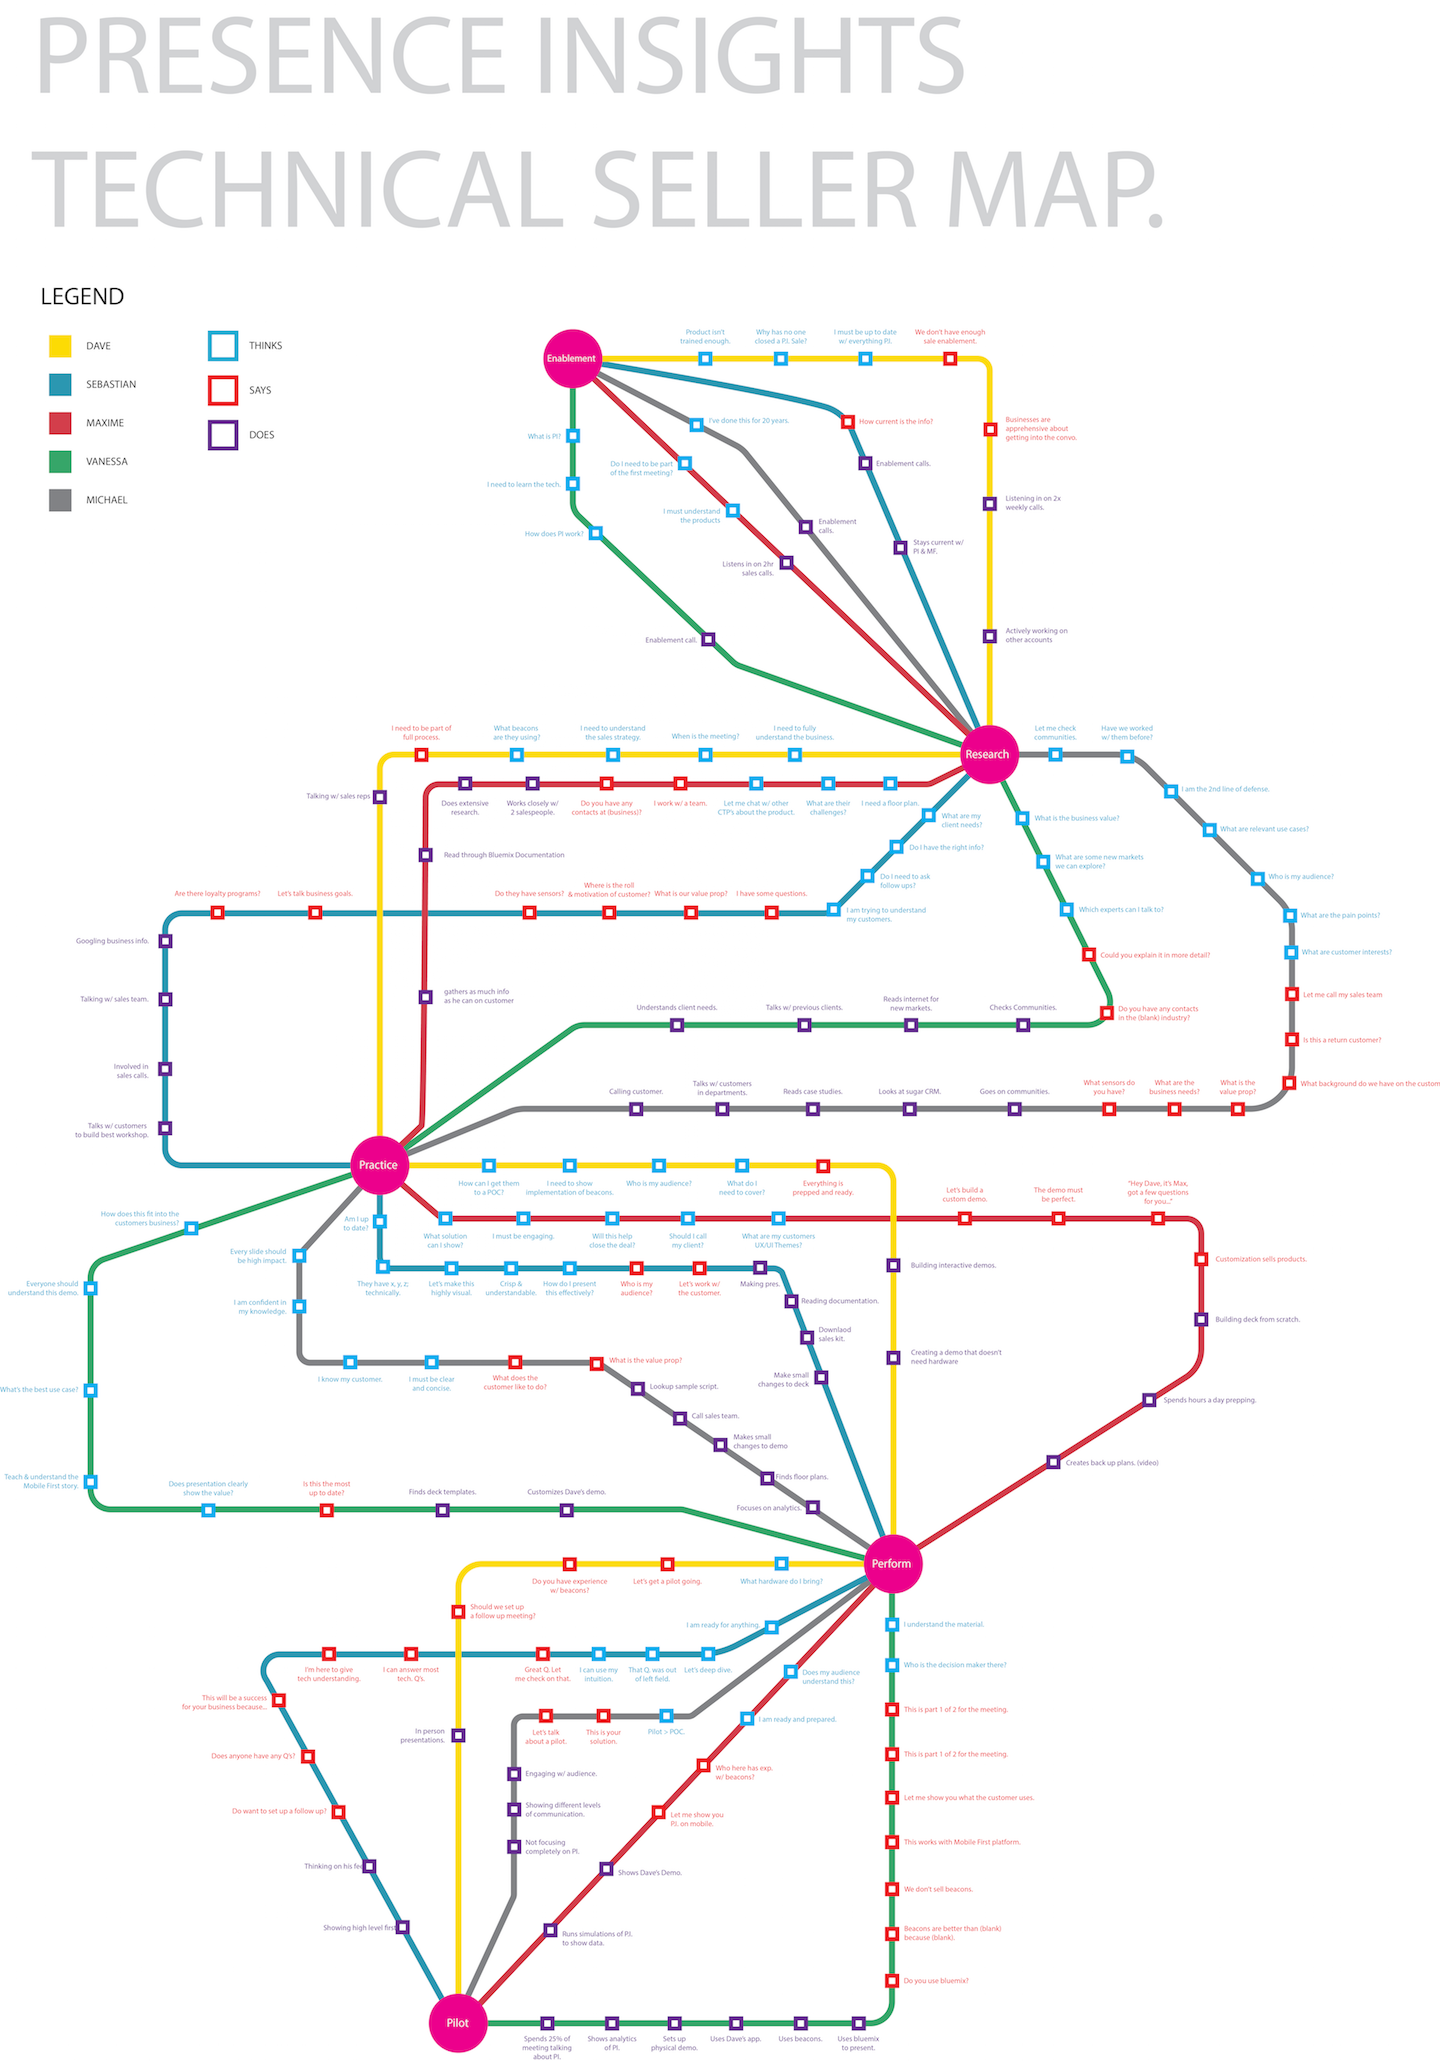 PRESENCE INSIGHTS
TECHNICAL SELLER MAP.
LEGEND
DAVE
SEBASTIAN
MAXIME
VANESSA
MICHAEL
THINKS
SAYS
DOES
Enablement
Product isn't
trained enough.
Why has no one
closed a P.I. Sale?
I must be up to date
w/ everything P.I.
We don't have enough
sale enablement.
Businesses are
apprehensive about
getting into the convo.
Listening in on 2x
weekly calls.
Actively working on
other accounts
How current is the info?
Enablement calls.
Stays current w/
PI & MF.
I've done this for 20 years.
Enablement
calls.
Do I need to be part
of the first meeting?
I must understand
the products
Listens in on 2hr
sales calls.
What is PI?
I need to learn the tech.
How does PI work?
Enablement call.
Research
I need to be part of
full process.
What beacons
are they using?
I need to understand
the sales strategy.
When is the meeting?
I need to fully
understand the business.
Talking w/ sales reps
Does extensive
research.
Works closely w/
2 salespeople.
Do you have any
contacts at (business)?
I work w/ a team.
Let me chat w/ other
CTP's about the product.
What are their
challenges?
I need a floor plan.
Read through Bluemix Documentation
gathers as much info
as he can on customer
What are my
client needs?
Do I have the right info?
Do I need to ask
follow ups?
I am trying to understand
my customers.
Are there loyalty programs?
Let's talk business goals.
Do they have sensors?
Where is the roll
& motivation of customer?
What is our value prop?
I have some questions.
Googling business info.
Talking w/ sales team.
Involved in
sales calls.
Talks w/ customers
to build best workshop.
What is the business value?
What are some new markets
we can explore?
Which experts can I talk to?
Could you explain it in more detail?
Do you have any contacts
in the (blank) industry?
Understands client needs.
Talks w/ previous clients.
Reads internet for
new markets.
Checks Communities.
Let me check
communities.
Have we worked
w/ them before?
I am the 2nd line of defense.
What are relevant use cases?
Who is my audience?
What are the pain points?
What are customer interests?
Let me call my sales team
Is this a return customer?
What background do we have on the custom
Calling customer.
Talks w/ customers
in departments.
Reads case studies.
Looks at sugar CRM.
Goes on communities.
What sensors do
you have?
What are the
business needs?
What is the
value prop?
Practice
How can I get them
to a POC?
I need to show
implementation of beacons.
Who is my audience?
What do I
need to cover?
Everything is
prepped and ready.
Building interactive demos.
Creating a demo that doesn't
need hardware
What solution
can I show?
I must be engaging.
Will this help
close the deal?
Should I call
my client?
What are my customers
UX/UI Themes?
Let's build a
custom demo.
The demo must
be perfect.
"Hey Dave, it's Max,
got a few questions
for you..."
Customization sells products.
Building deck from scratch.
Spends hours a day prepping.
Creates back up plans. (video)
Am I up
to date?
They have x, y, z;
technically.
Let's make this
highly visual.
Crisp &
understandable.
How do I present
this effectively?
Who is my
audience?
Let's work w/
the customer.
Making pres.
Reading documentation.
Downlaod
sales kit.
Make small
changes to deck
Every slide should
be high impact.
I am confident in
my knowledge.
I know my customer.
I must be clear
and concise.
What does the
customer like to do?
What is the value prop?
Lookup sample script.
Call sales team.
Makes small
changes to demo
Finds floor plans.
Focuses on analytics.
How does this fit into the
customers business?
Everyone should
understand this demo.
What's the best use case?
Teach & understand the
Mobile First story.
Does presentation clearly
show the value?
Is this the most
up to date?
Finds deck templates.
Customizes Dave's demo.
Perform
Do you have experience
w/ beacons?
Let's get a pilot going.
What hardware do I bring?
Should we set up
a follow up meeting?
In person
presentations.
I am ready for anything.
I'm here to give
tech understanding.
I can answer most
tech. Q's.
Great Q. Let
me check on that.
I can use my
intuition.
That Q. was out
of left field.
Let's deep dive.
This will be a success
for your business because...
Does anyone have any Q's?
Do want to set up a follow up?
Thinking on his fee
Showing high level first
Let's talk
about a pilot.
This is your
solution.
Pilot > POC.
Engaging w/ audience.
Showing different levels
of communication.
Not focusing
completely on PI.
Does my audience
understand this?
I am ready and prepared.
Who here has exp.
w/ beacons?
Let me show you
P.I. on mobile.
Shows Dave's Demo.
Runs simulations of P.I.
to show data.
I understand the material.
Who is the decision maker there?
This is part 1 of 2 for the meeting.
This is part 1 of 2 for the meeting.
Let me show you what the customer uses.
This works with Mobile First platform.
We don't sell beacons.
Beacons are better than (blank)
because (blank).
Do you use bluemix?
Pilot
Spends 25% of
meeting talking
about PI.
Shows analytics
of PI.
Sets up
physical demo.
Uses Dave's app.
Uses beacons.
Uses bluemix
to present.